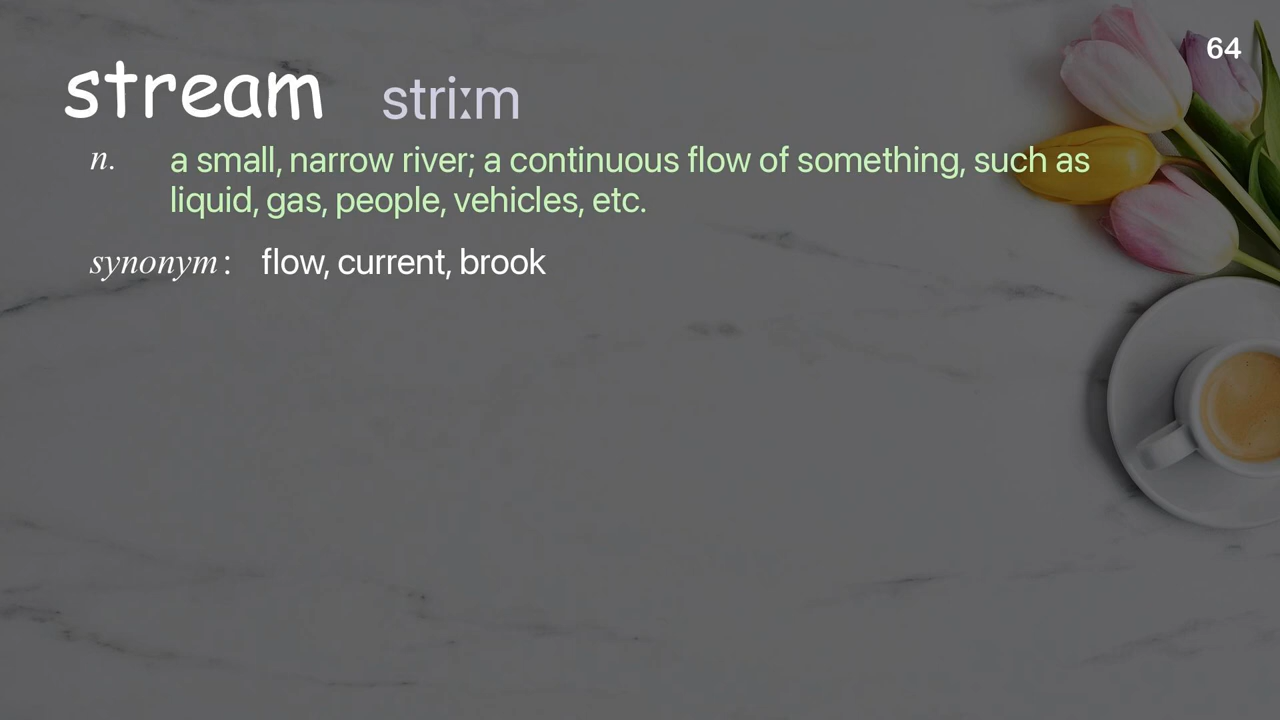 64
stream striːm
n. a small, narrow river; a continuous flow of something, such as
liquid, gas, people, vehicles, etc.
synonym : flow, current, brook